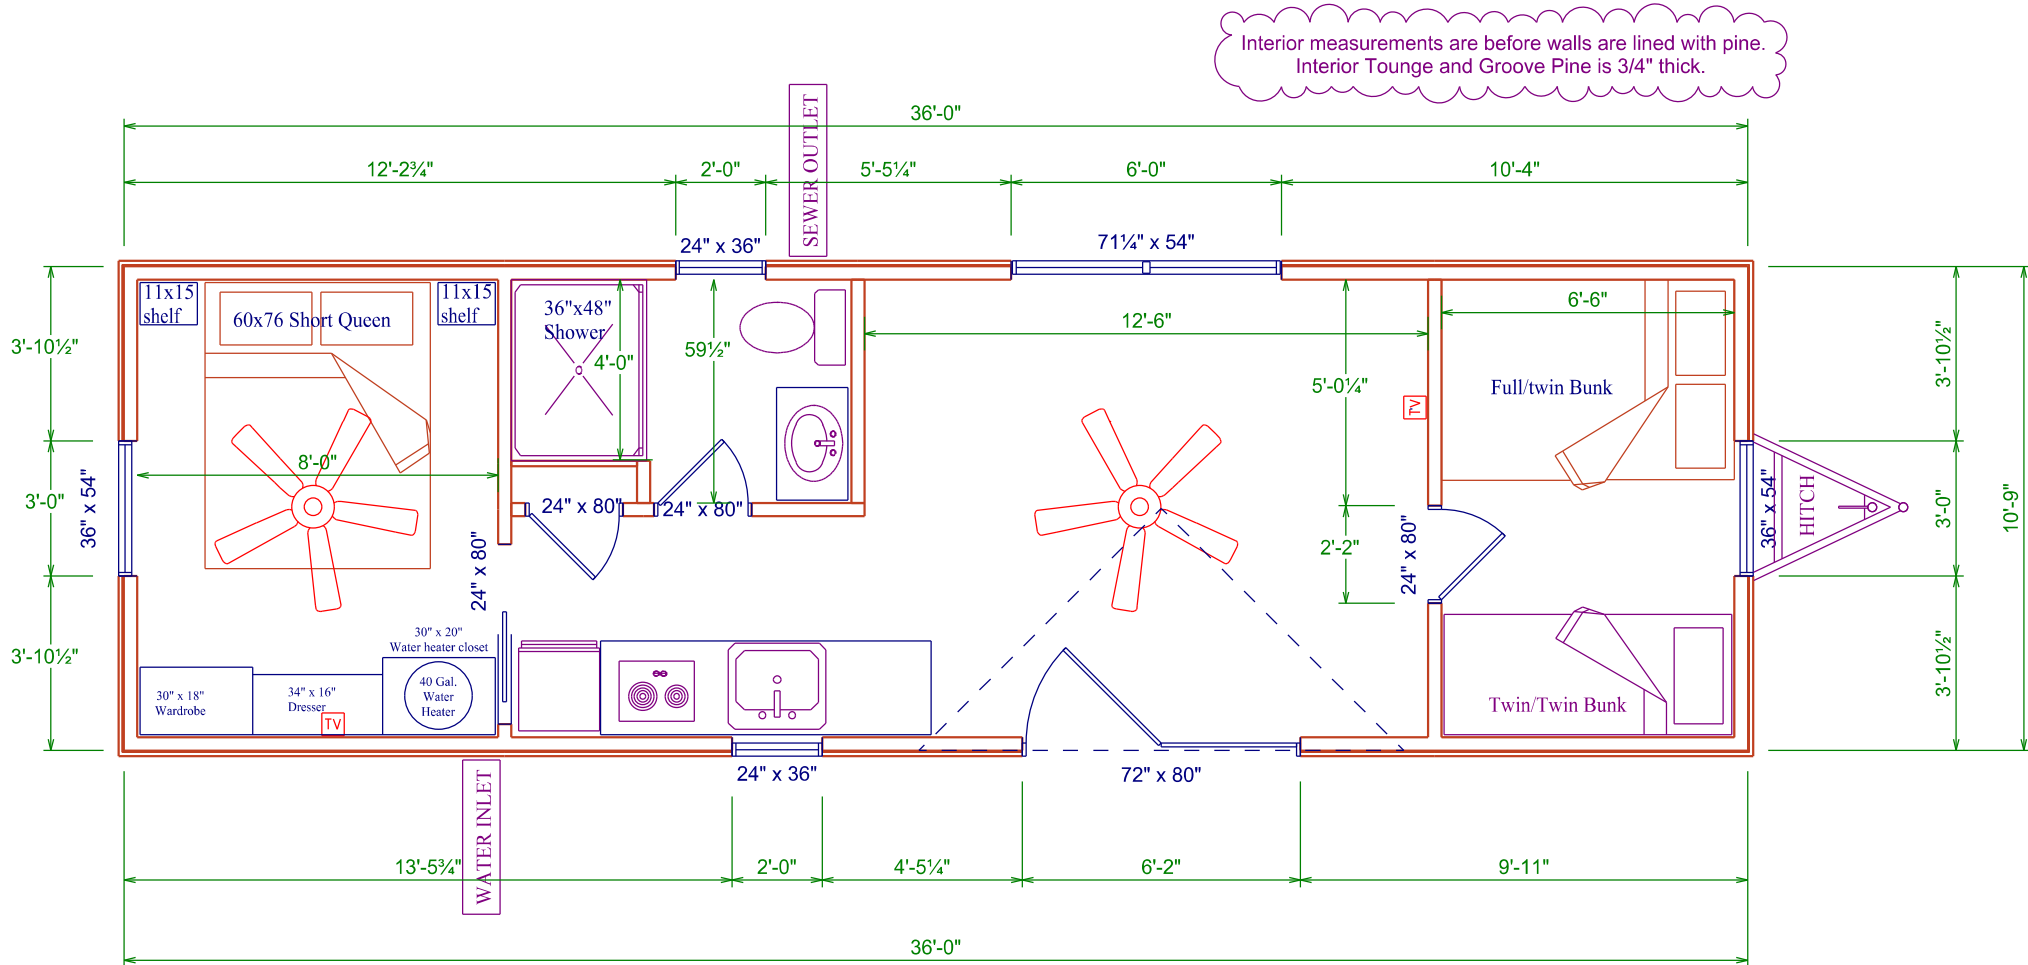 Interior measurements are before walls are lined with pine.
Interior Tounge and Groove Pine is 3/4" thick.
36'-0"
SEWER OUTLET
12'-2¾"
2'-0"
5'-5¼"
6'-0"
10'-4"
24" x 36"
71¼" x 54"
11x15
shelf
60x76 Short Queen
11x15
shelf
36"x48"
Shower
4'-0"
59½"
12'-6"
6'-6"
5'-0¼"
TV
Full/twin Bunk
3'-10½"
3'-0"
3'-10½"
36" x 54"
8'-0"
24" x 80"
24" x 80"
24" x 80"
2'-2"
24" x 80"
36" x 54"
HITCH
3'-10½"
3'-0"
3'-10½"
10'-9"
30" x 20"
Water heater closet
30" x 18"
Wardrobe
34" x 16"
Dresser
TV
40 Gal.
Water
Heater
Twin/Twin Bunk
24" x 36"
72" x 80"
WATER INLET
13'-5¾"
2'-0"
4'-5¼"
6'-2"
9'-11"
36'-0"